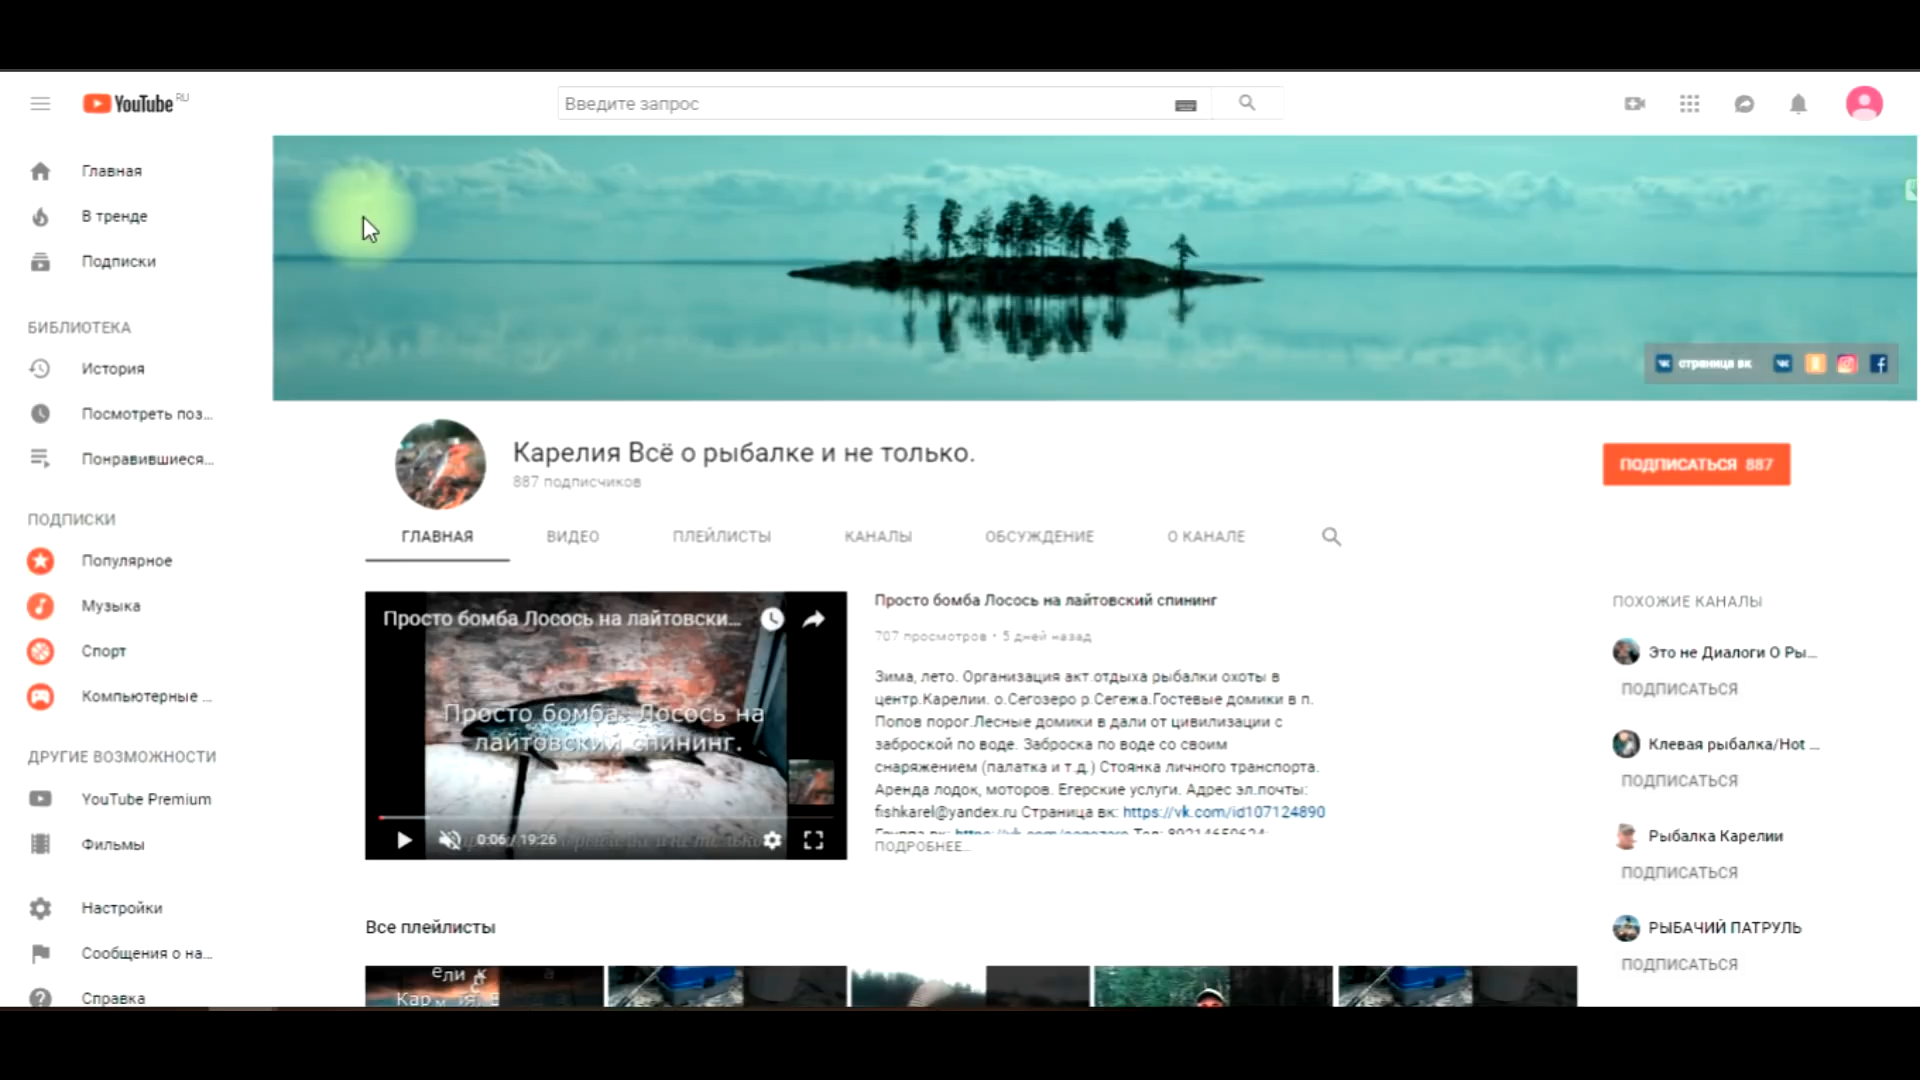 YouTube RU
Введите запрос
Главная
В тренде
Подписки
БИБЛИОТЕКА
История
Посмотреть поз...
Понравившиеся...
ПОДПИСКИ
Популярное
Музыка
Спорт
Компьютерные ...
ДРУГИЕ ВОЗМОЖНОСТИ
YouTube Premium
Фильмы
Настройки
Сообщения о на...
Справка
страница вк
Карелия Всё о рыбалке и не только.
887 подписчиков
ПОДПИСАТЬСЯ 887
ГЛАВНАЯ
ВИДЕО
ПЛЕЙЛИСТЫ
КАНАЛЫ
ОБСУЖДЕНИЕ
О КАНАЛЕ
Просто бомба Лосось на лайтовски...
Просто бомба. Лосось на
лайтовский спининг.
0:06 / 19:26
Просто бомба Лосось на лайтовский спининг
707 просмотров • 5 дней назад
Зима, лето. Организация акт.отдыха рыбалки охоты в
центр.Карелии. о.Сегозеро р.Сегежа.Гостевые домики в п.
Попов порог.Лесные домики в дали от цивилизации с
заброской по воде. Заброска по воде со своим
снаряжением (палатка и т.д.) Стоянка личного транспорта.
Аренда лодок, моторов. Егерские услуги. Адрес эл.почты:
fishkarel@yandex.ru Страница вк: https://vk.com/id107124890
ПОДРОБНЕЕ...
ПОХОЖИЕ КАНАЛЫ
Это не Диалоги О Ры...
ПОДПИСАТЬСЯ
Клевая рыбалка/Hot ...
ПОДПИСАТЬСЯ
Рыбалка Карелии
ПОДПИСАТЬСЯ
РЫБАЧИЙ ПАТРУЛЬ
ПОДПИСАТЬСЯ
Все плейлисты